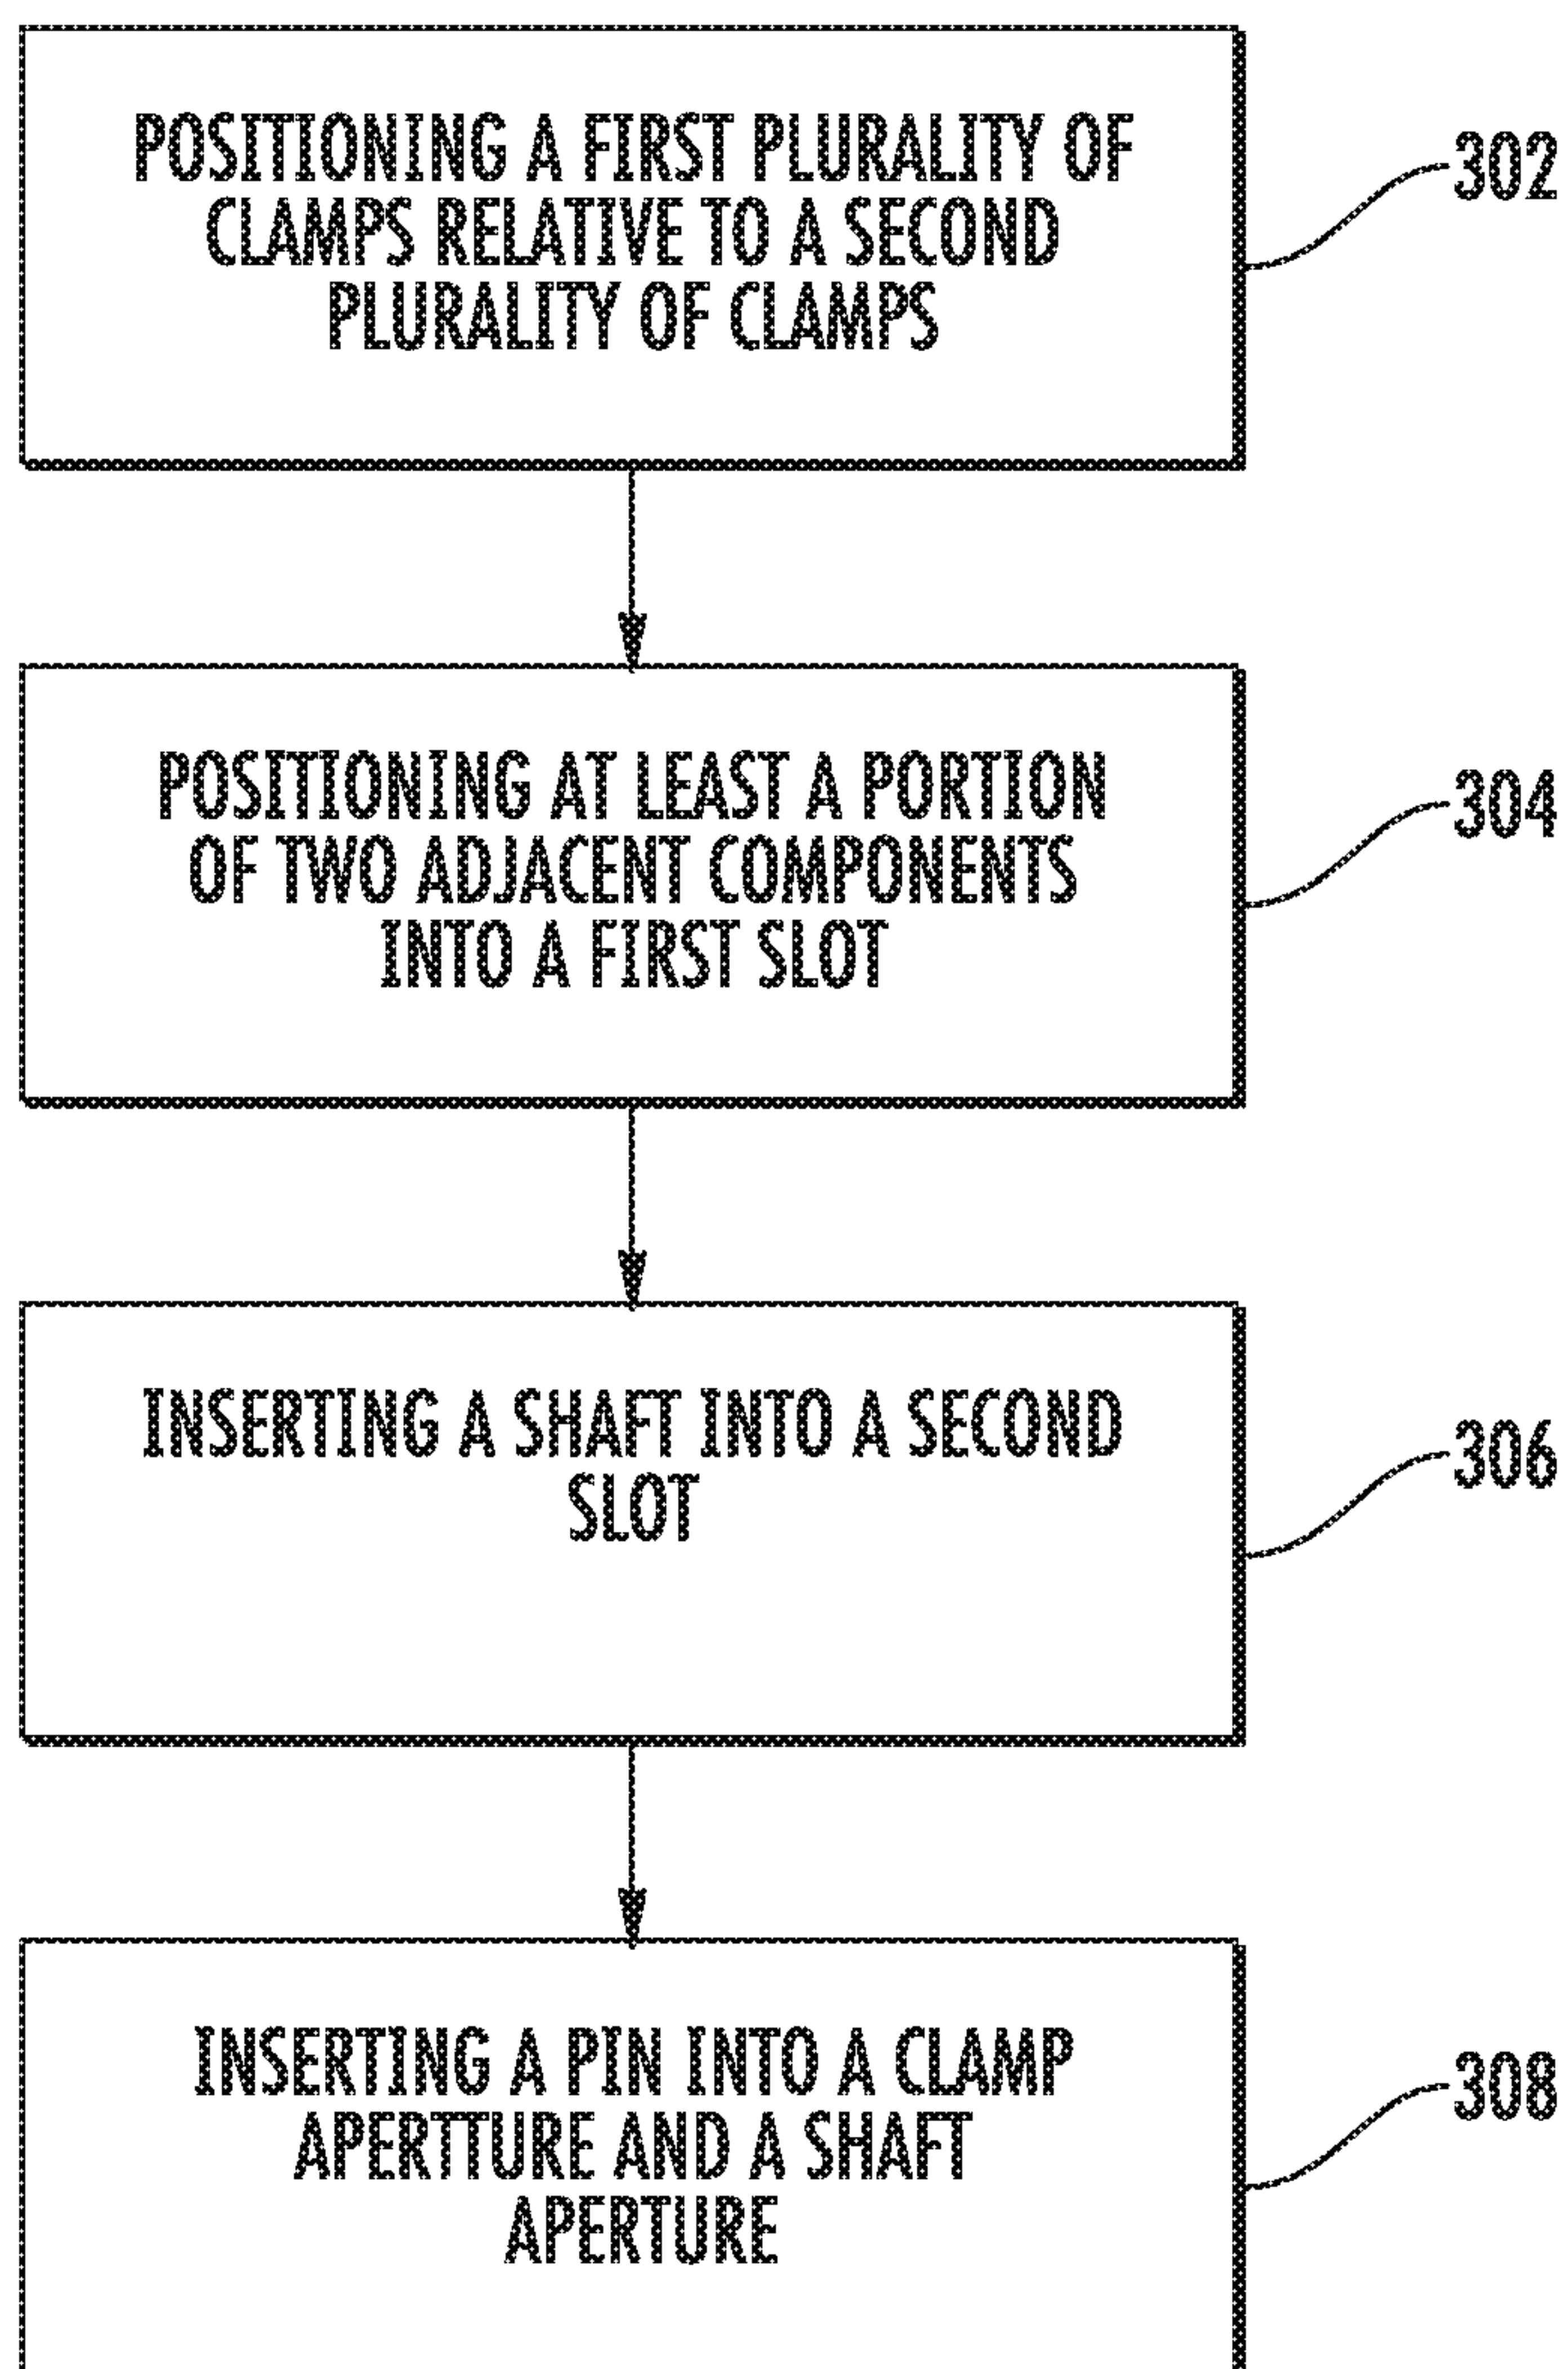 POSITIONING A FIRST PLURALITY OF
CLAMPS RELATIVE TO A SECOND
PLURALITY OF CLAMPS
302
POSITIONING AT LEAST A PORTION
OF TWO ADJACENT COMPONENTS
INTO A FIRST SLOT
304
INSERTING A SHAFT INTO A SECOND
SLOT
306
INSERTING A PIN INTO A CLAMP
APERTTURE AND A SHAFT
APERTURE
308